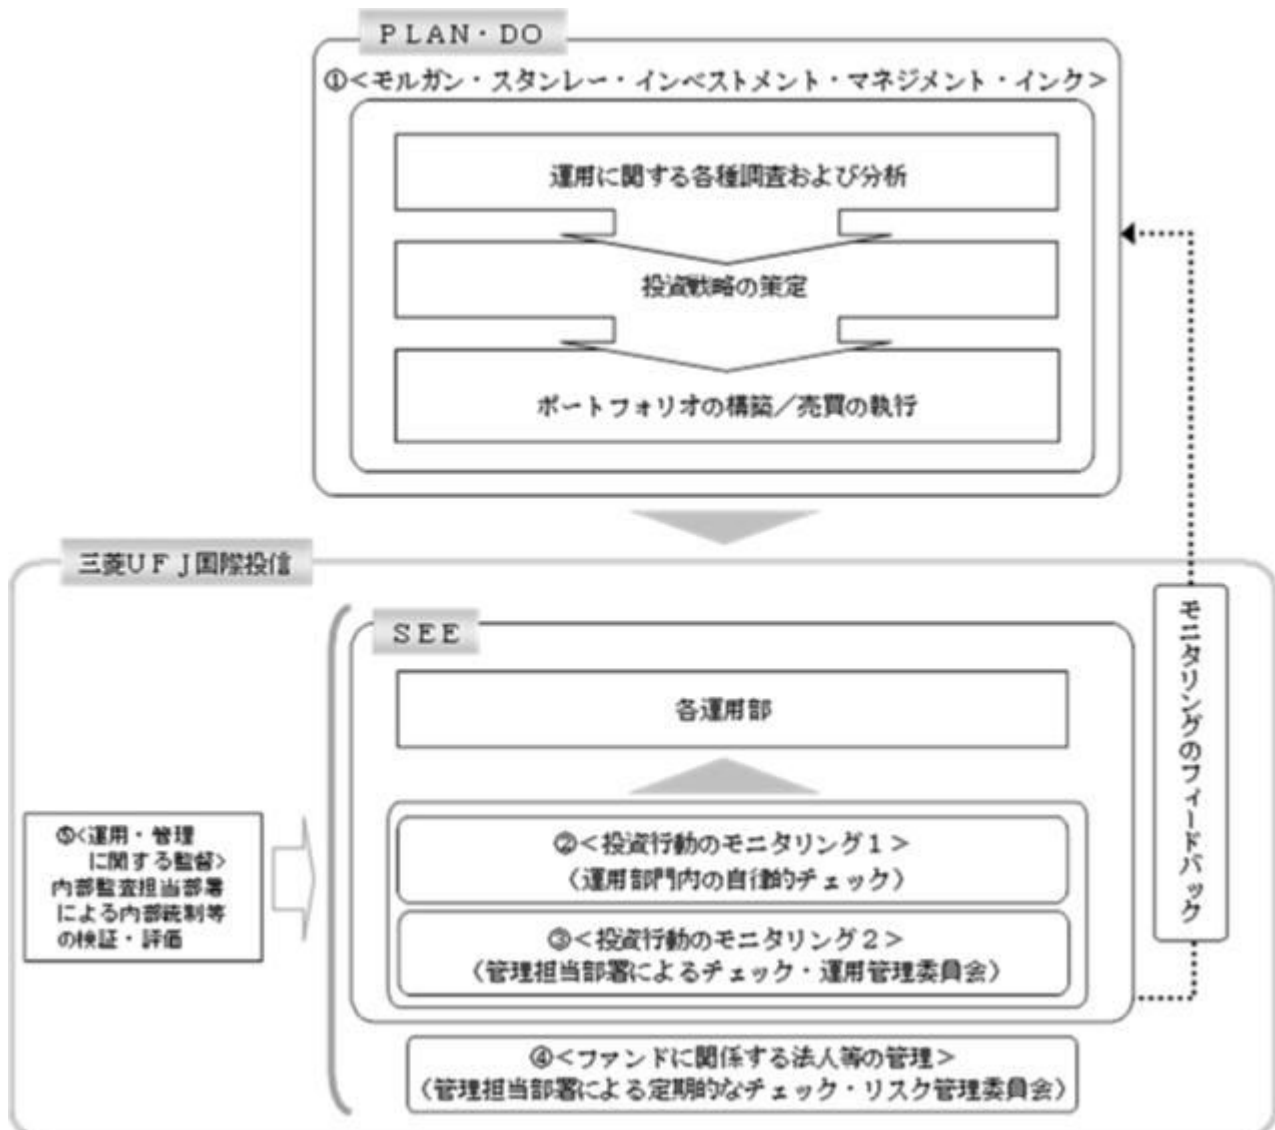 ＰＬＡＮ・ＤＯ
①＜モルガン・スタンレー・インベストメント・マネジメント・インク＞
運用に関する各種調査および分析
投資戦略の策定
ポートフォリオの構築／売買の執行
三菱ＵＦＪ国際投信
ＳＥＥ
各運用部
②＜投資行動のモニタリング１＞
（運用部門内の自律的チェック）
③＜投資行動のモニタリング２＞
（管理担当部署によるチェック・運用管理委員会）
④＜ファンドに関係する法人等の管理＞
（管理担当部署による定期的なチェック・リスク管理委員会）
⑤＜運用・管理
に関する監督＞
内部監査担当部署
による内部統制等
の検証・評価
モニタリングのフィードバック